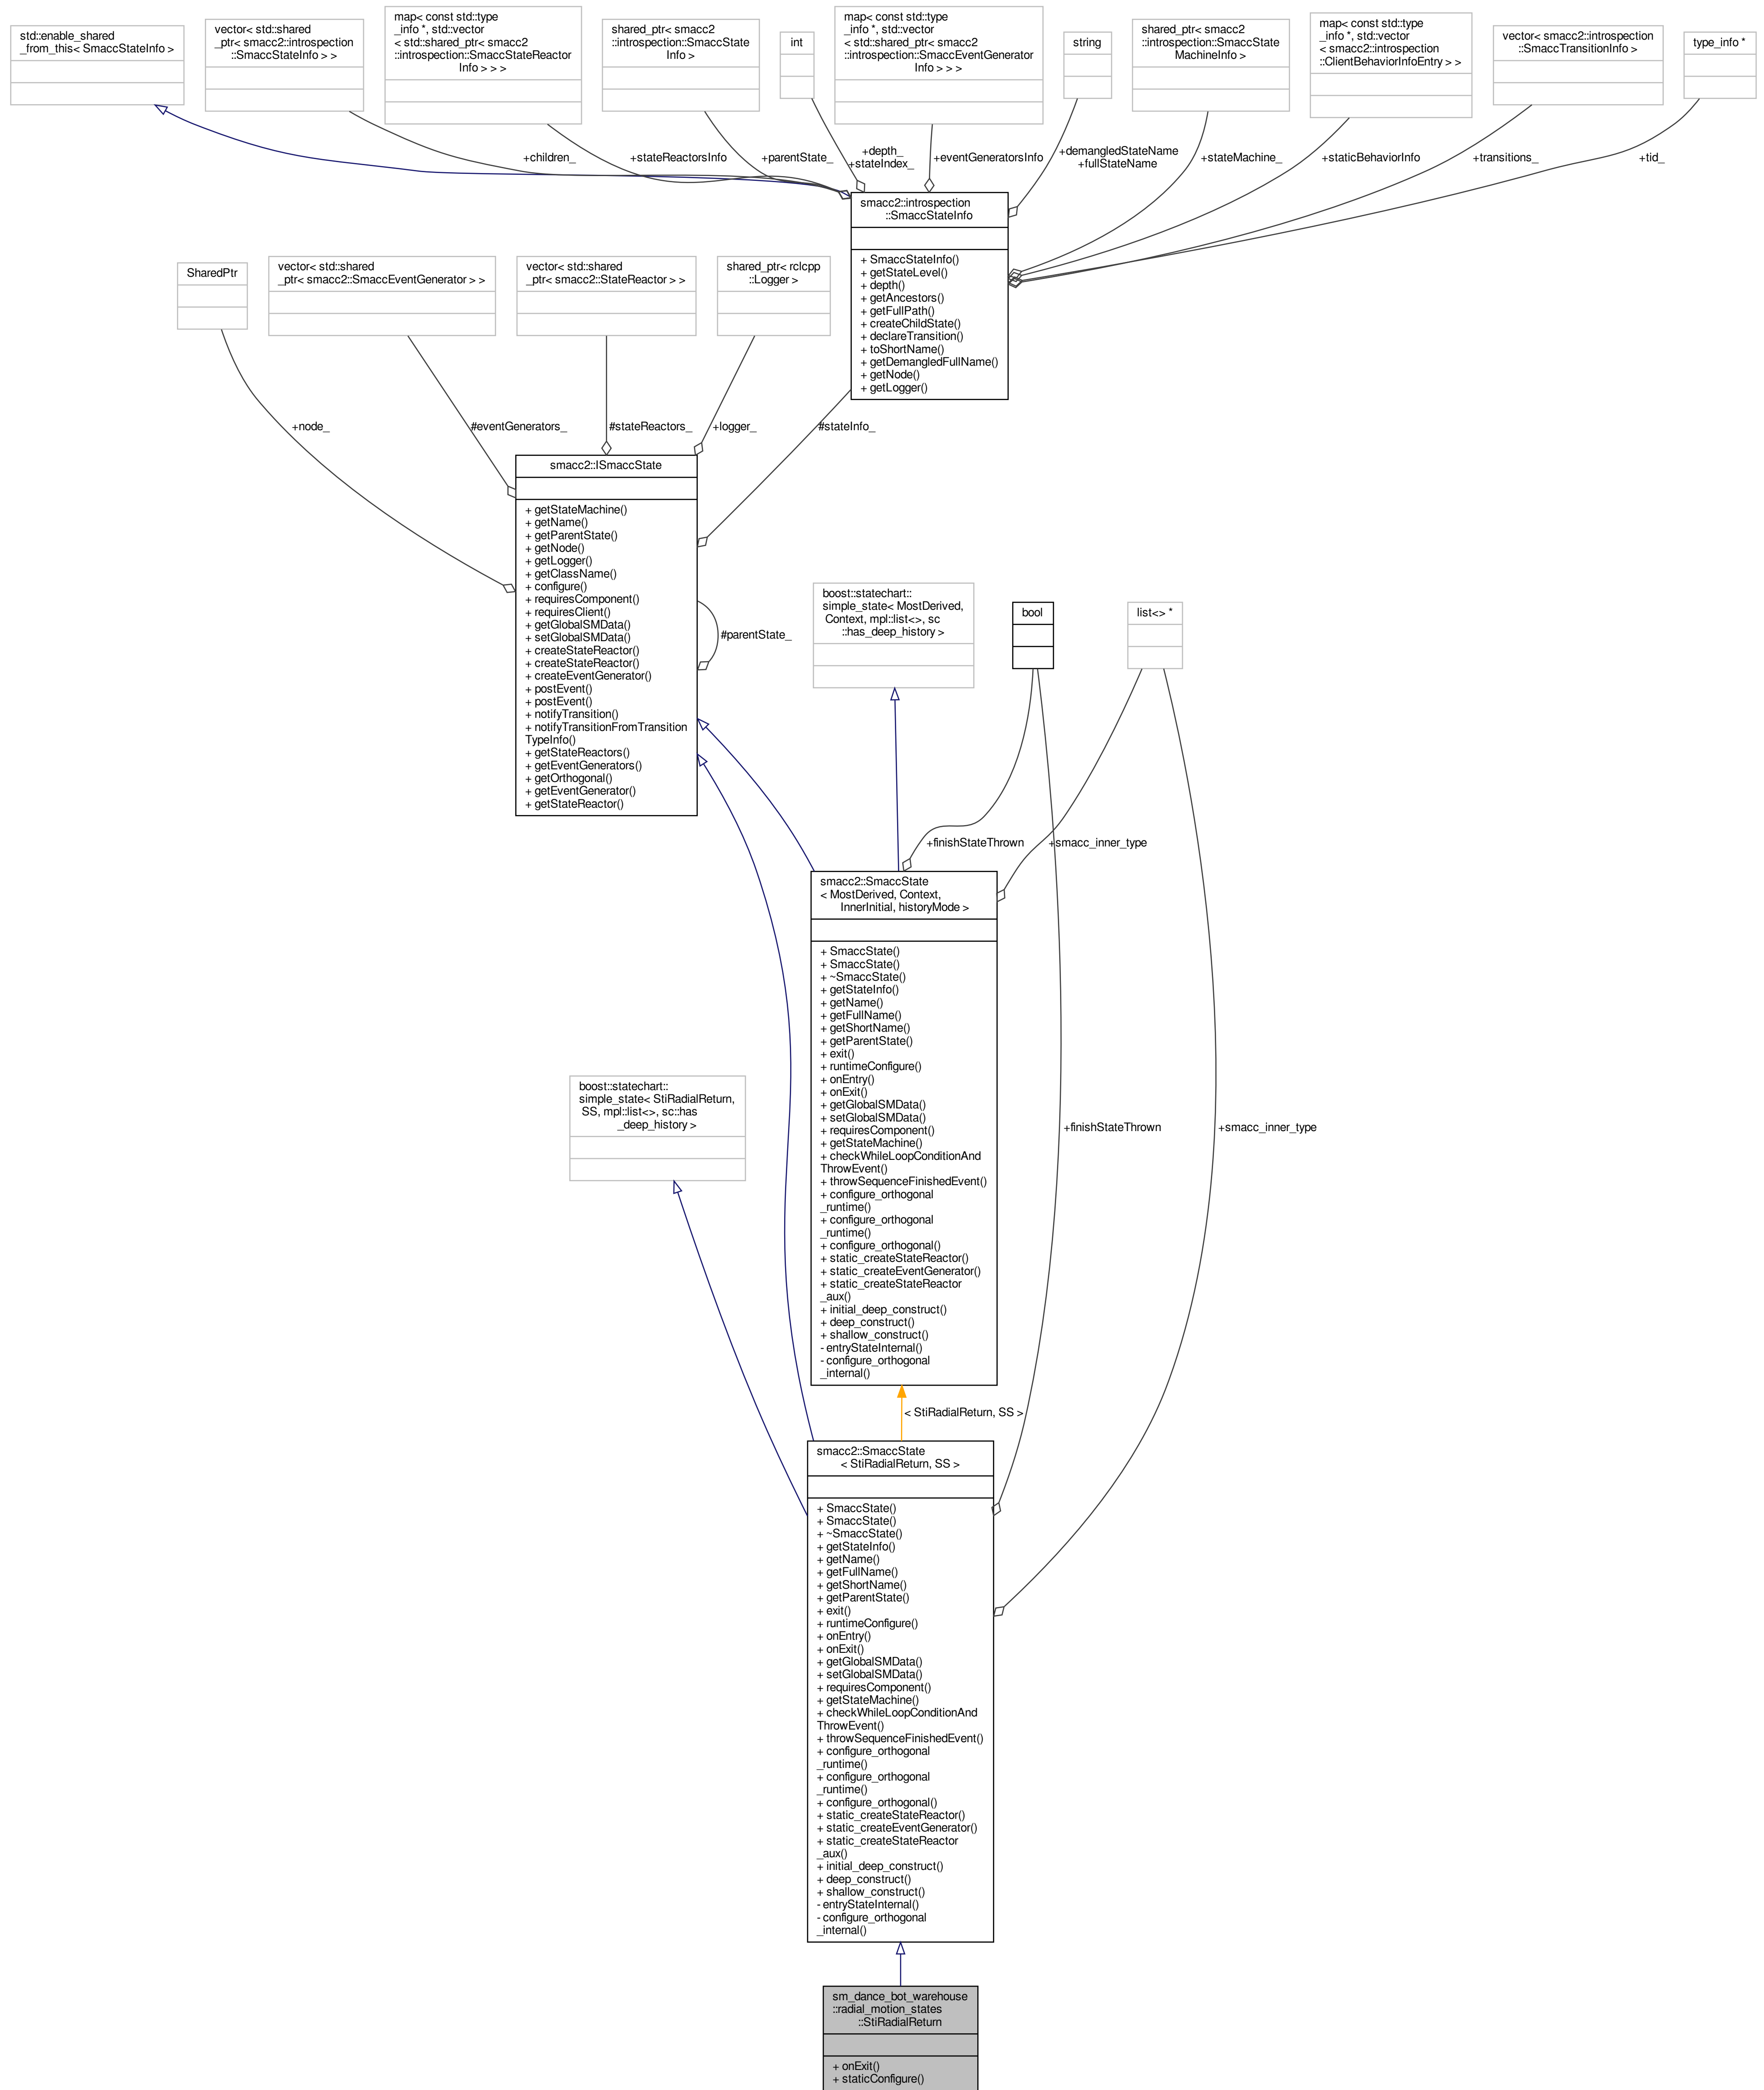 std::enable_shared
_from_this< SmaccStateInfo >
vector< std::shared
_ptr< smacc2::introspection
::SmaccStateInfo > >
map< const std::type
_info *, std::vector
< std::shared_ptr< smacc2
::introspection::SmaccStateReactor
Info > > >
shared_ptr< smacc2
::introspection::SmaccState
Info >
int
map< const std::type
_info *, std::vector
< std::shared_ptr< smacc2
::introspection::SmaccEventGenerator
Info > > >
string
shared_ptr< smacc2
::introspection::SmaccState
MachineInfo >
map< const std::type
_info *, std::vector
< smacc2::introspection
::ClientBehaviorInfoEntry > >
vector< smacc2::introspection
::SmaccTransitionInfo >
type_info *
+children_
+stateReactorsInfo
+parentState_
+depth_
+stateIndex_
+eventGeneratorsInfo
+demangledStateName
+fullStateName
+stateMachine_
+staticBehaviorInfo
+transitions_
+tid_
smacc2::introspection
::SmaccStateInfo
+ SmaccStateInfo()
+ getStateLevel()
+ depth()
+ getAncestors()
+ getFullPath()
+ createChildState()
+ declareTransition()
+ toShortName()
+ getDemangledFullName()
+ getNode()
+ getLogger()
SharedPtr
vector< std::shared
_ptr< smacc2::SmaccEventGenerator > >
vector< std::shared
_ptr< smacc2::StateReactor > >
shared_ptr< rclcpp
::Logger >
+node_
#eventGenerators_
#stateReactors_
+logger_
#stateInfo_
smacc2::ISmaccState
+ getStateMachine()
+ getName()
+ getParentState()
+ getNode()
+ getLogger()
+ getClassName()
+ configure()
+ requiresComponent()
+ requiresClient()
+ getGlobalSMData()
+ setGlobalSMData()
+ createStateReactor()
+ createStateReactor()
+ createEventGenerator()
+ postEvent()
+ postEvent()
+ notifyTransition()
+ notifyTransitionFromTransition
TypeInfo()
+ getStateReactors()
+ getEventGenerators()
+ getOrthogonal()
+ getEventGenerator()
+ getStateReactor()
#parentState_
boost::statechart::
simple_state< MostDerived,
Context, mpl::list<>, sc
::has_deep_history >
bool
list<> *
+finishStateThrown
+smacc_inner_type
smacc2::SmaccState
< MostDerived, Context,
InnerInitial, historyMode >
+ SmaccState()
+ SmaccState()
+ ~SmaccState()
+ getStateInfo()
+ getName()
+ getFullName()
+ getShortName()
+ getParentState()
+ exit()
+ runtimeConfigure()
+ onEntry()
+ onExit()
+ getGlobalSMData()
+ setGlobalSMData()
+ requiresComponent()
+ getStateMachine()
+ checkWhileLoopConditionAnd
ThrowEvent()
+ throwSequenceFinishedEvent()
+ configure_orthogonal
_runtime()
+ configure_orthogonal
_runtime()
+ configure_orthogonal()
+ static_createStateReactor()
+ static_createEventGenerator()
+ static_createStateReactor
_aux()
+ initial_deep_construct()
+ deep_construct()
+ shallow_construct()
- entryStateInternal()
- configure_orthogonal
_internal()
boost::statechart::
simple_state< StiRadialReturn,
SS, mpl::list<>, sc::has
_deep_history >
+finishStateThrown
+smacc_inner_type
< StiRadialReturn, SS >
smacc2::SmaccState
< StiRadialReturn, SS >
+ SmaccState()
+ SmaccState()
+ ~SmaccState()
+ getStateInfo()
+ getName()
+ getFullName()
+ getShortName()
+ getParentState()
+ exit()
+ runtimeConfigure()
+ onEntry()
+ onExit()
+ getGlobalSMData()
+ setGlobalSMData()
+ requiresComponent()
+ getStateMachine()
+ checkWhileLoopConditionAnd
ThrowEvent()
+ throwSequenceFinishedEvent()
+ configure_orthogonal
_runtime()
+ configure_orthogonal
_runtime()
+ configure_orthogonal()
+ static_createStateReactor()
+ static_createEventGenerator()
+ static_createStateReactor
_aux()
+ initial_deep_construct()
+ deep_construct()
+ shallow_construct()
- entryStateInternal()
- configure_orthogonal
_internal()
sm_dance_bot_warehouse
::radial_motion_states
::StiRadialReturn
+ onExit()
+ staticConfigure()